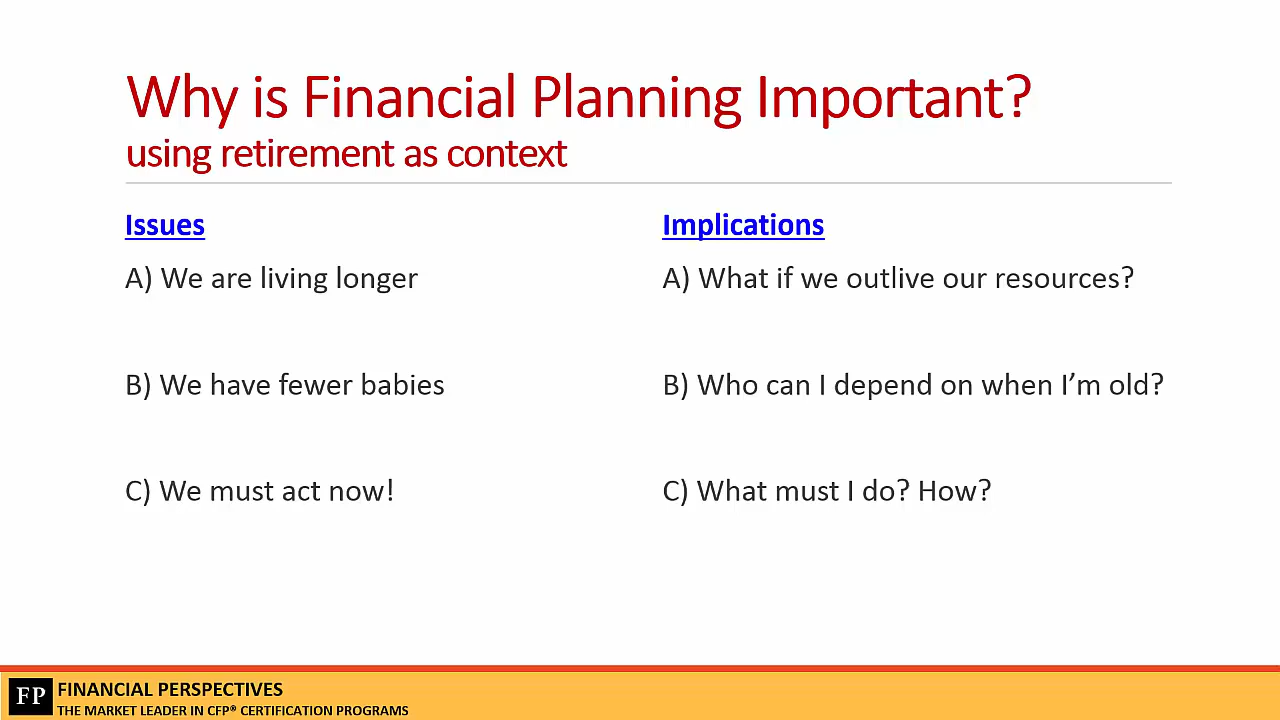 Why is Financial Planning Important?
using retirement as context
Issues
A) We are living longer
B) We have fewer babies
C) We must act now!
Implications
A) What if we outlive our resources?
B) Who can I depend on when I’m old?
C) What must I do? How?
FP
FINANCIAL PERSPECTIVES
THE MARKET LEADER IN CFP® CERTIFICATION PROGRAMS